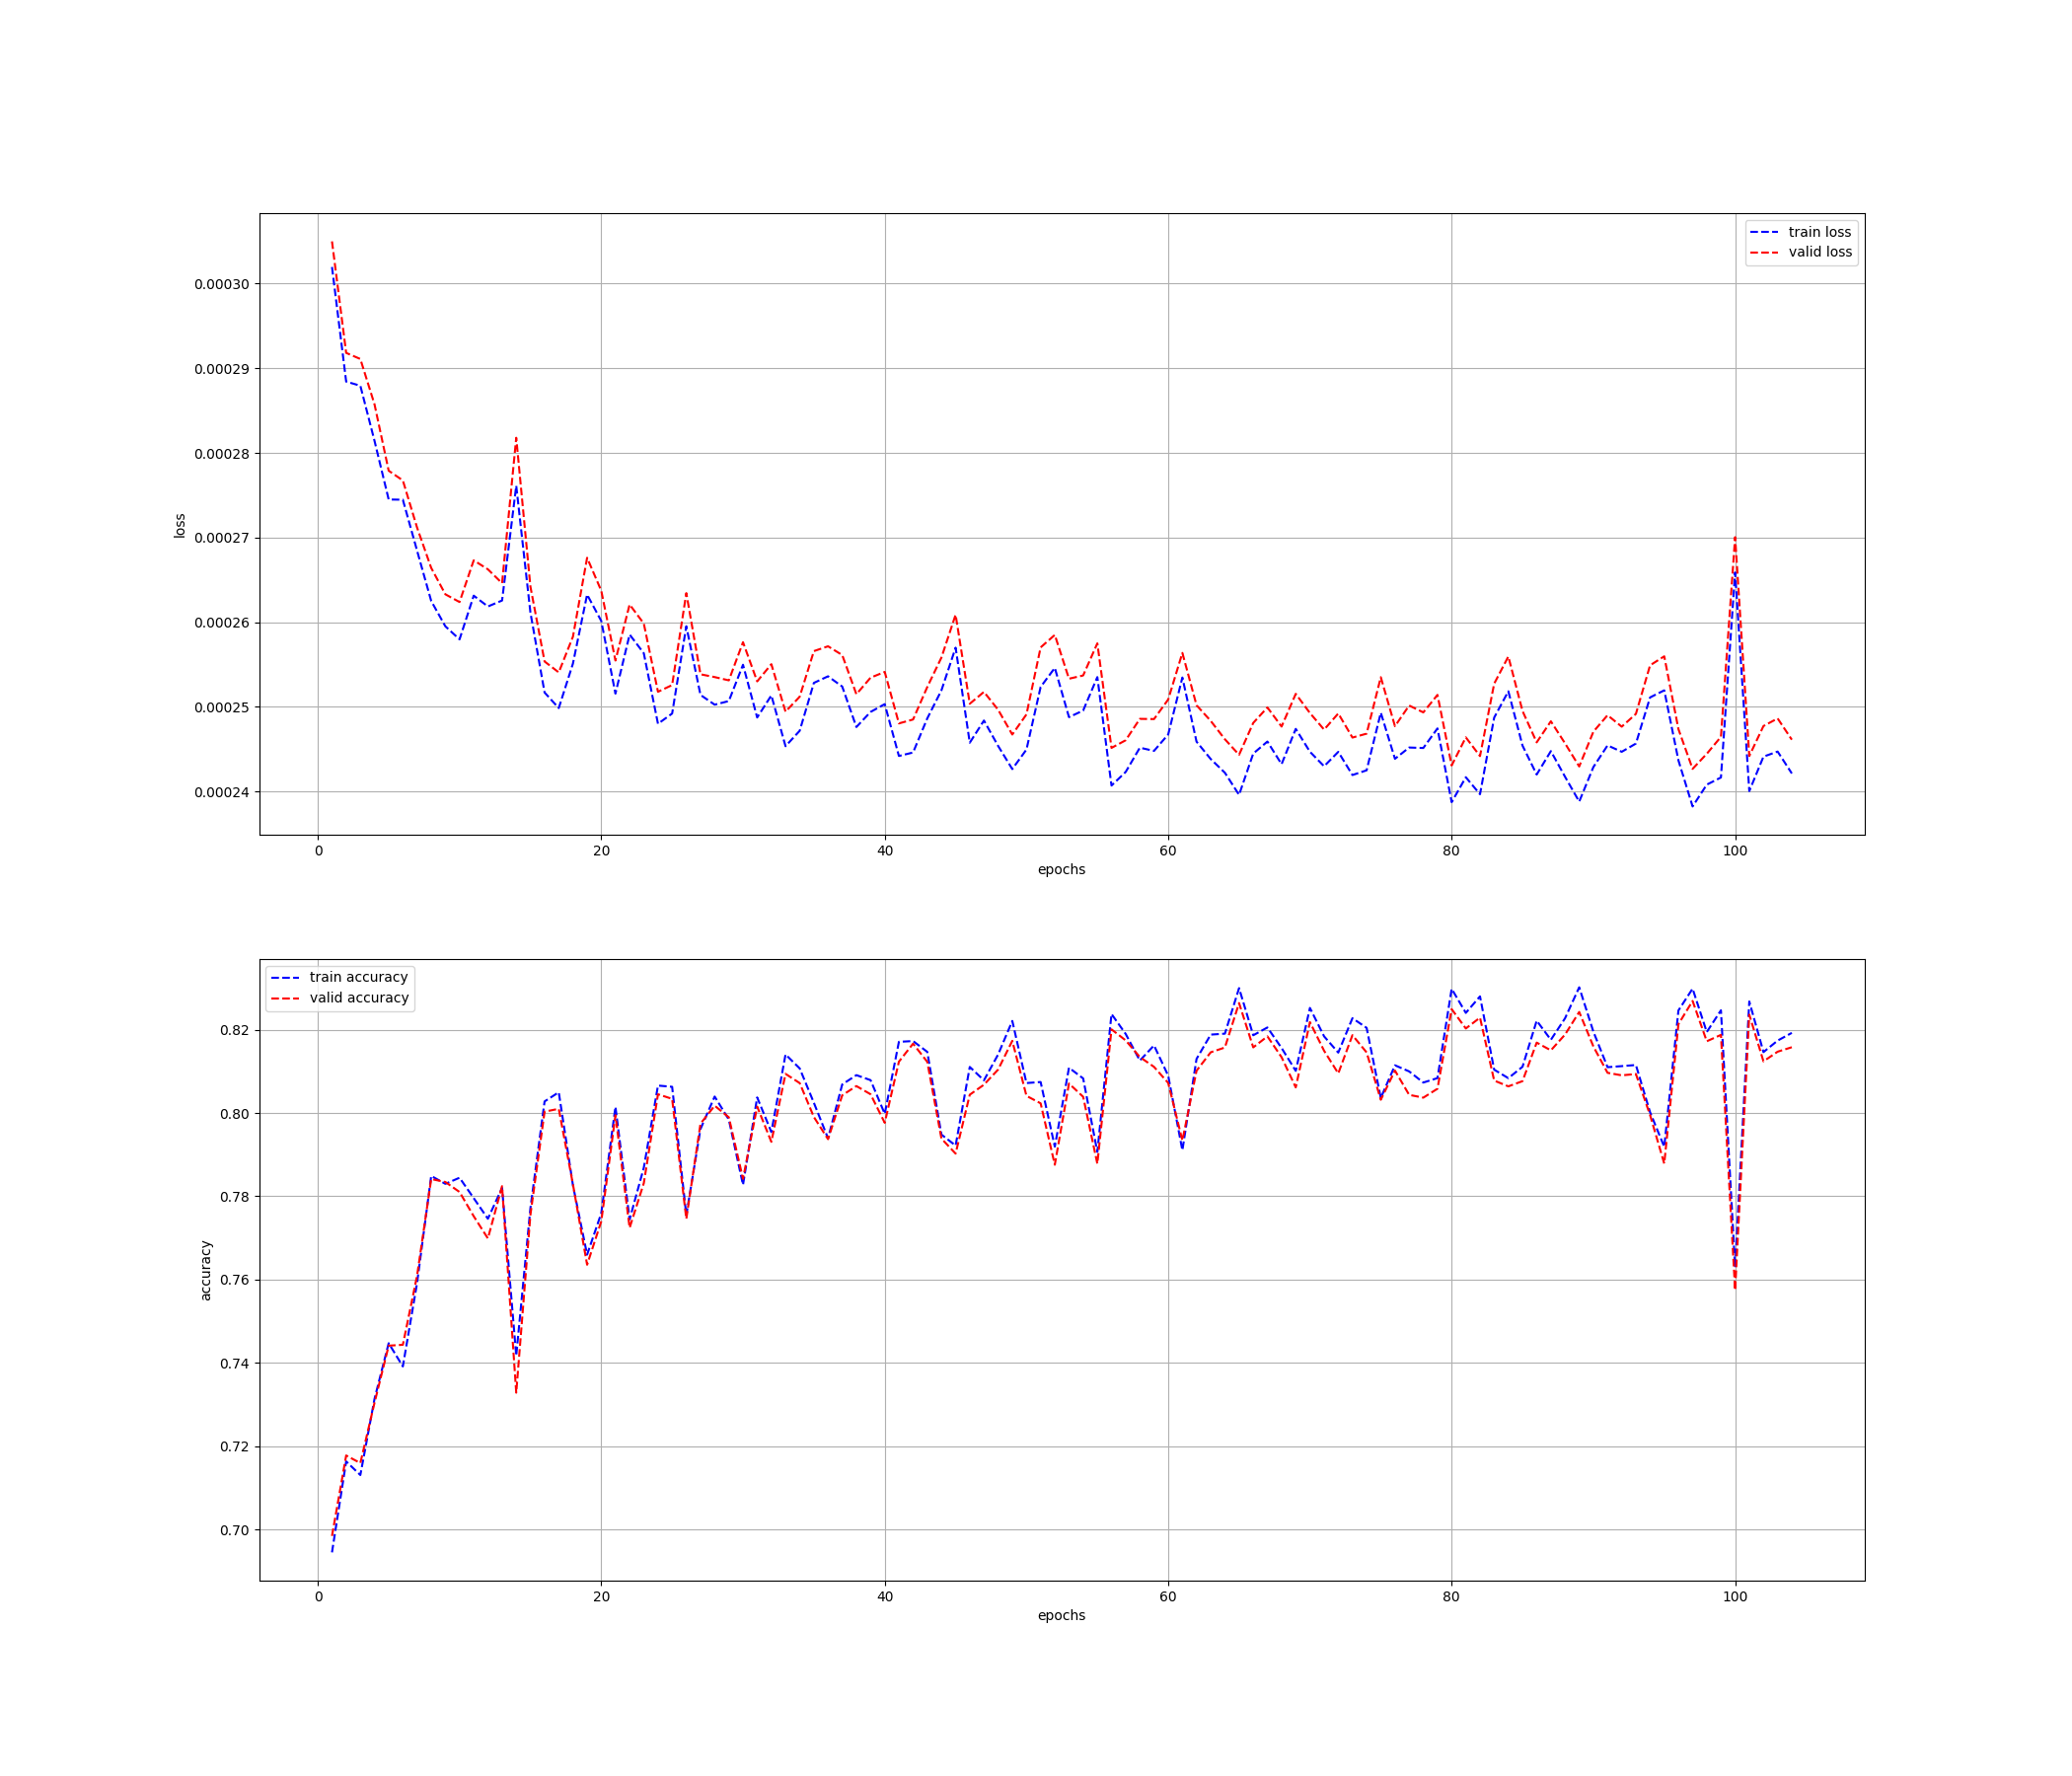 train loss
valid loss
0.00030
0.00029
0.00028
0.00027
0.00026
0.00025
0.00024
loss
0 20 40 60 80 100
epochs
train accuracy
valid accuracy
0.82
0.80
0.78
0.76
0.74
0.72
0.70
accuracy
0 20 40 60 80 100
epochs